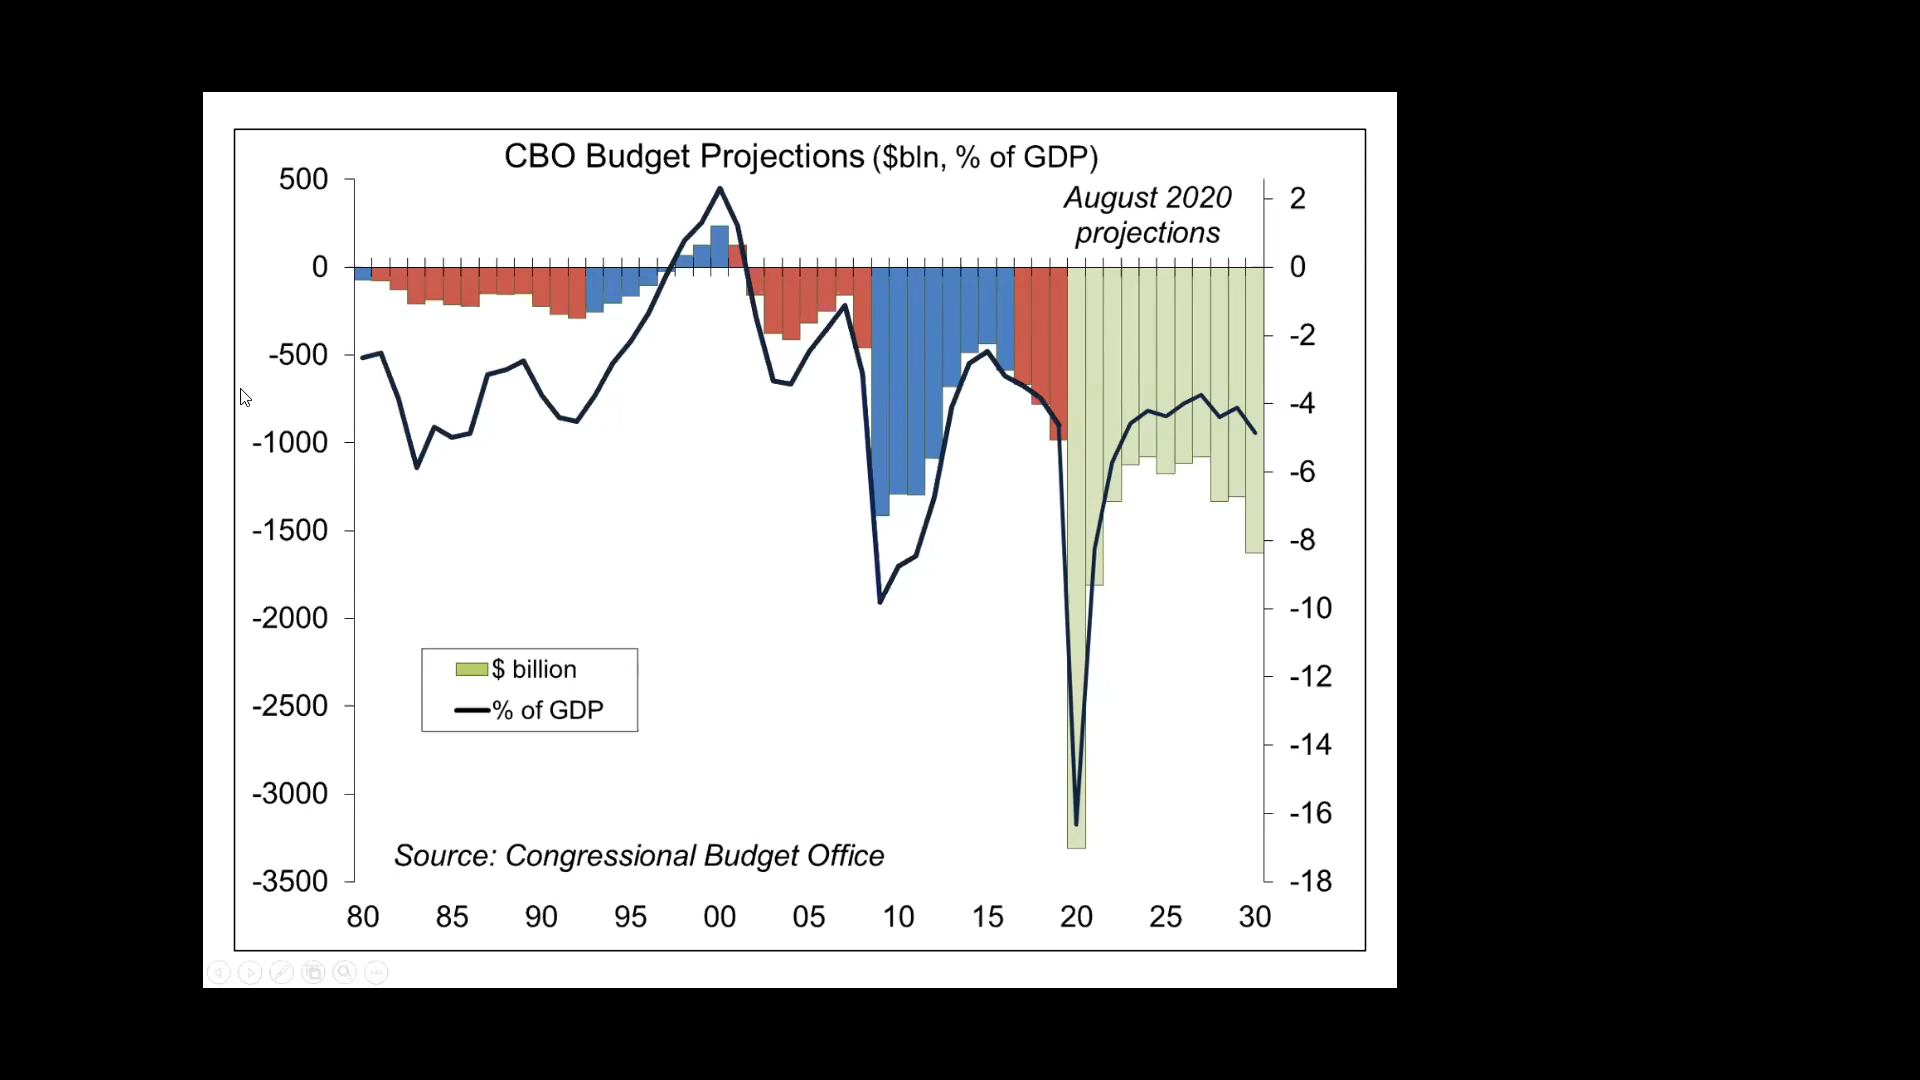 CBO Budget Projections ($bln, % of GDP)
August 2020
projections
500
0
-500
-1000
-1500
-2000
-2500
-3000
-3500
2
0
-2
-4
-6
-8
-10
-12
-14
-16
-18
$ billion
% of GDP
Source: Congressional Budget Office
80 85 90 95 00 05 10 15 20 25 30